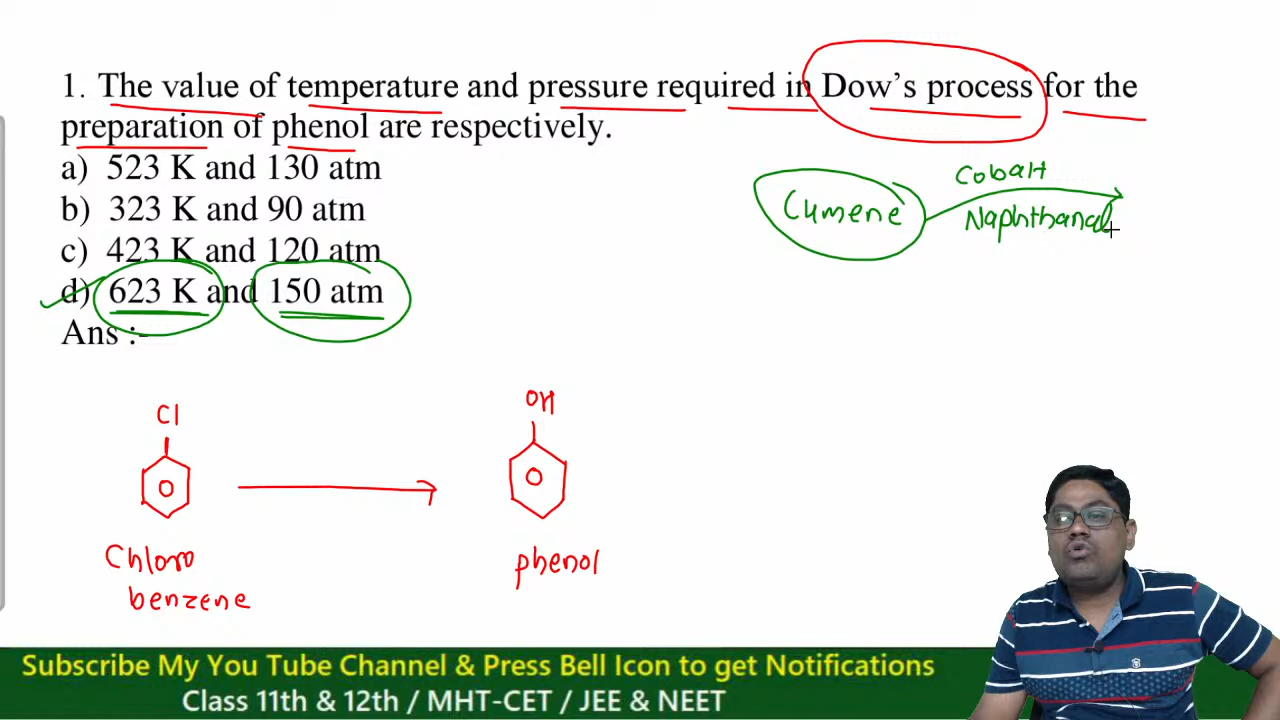 1. The value of temperature and pressure required in Dow's process for the
preparation of phenol are respectively.
a) 523 K and 130 atm
b) 323 K and 90 atm
c) 423 K and 120 atm
d) 623 K and 150 atm
Ans :-
Cumene
Cobalt
Naphthanal
Cl
OH
Chloro
benzene
phenol
Subscribe My You Tube Channel & Press Bell Icon to get Notifications
Class 11th & 12th / MHT-CET / JEE & NEET